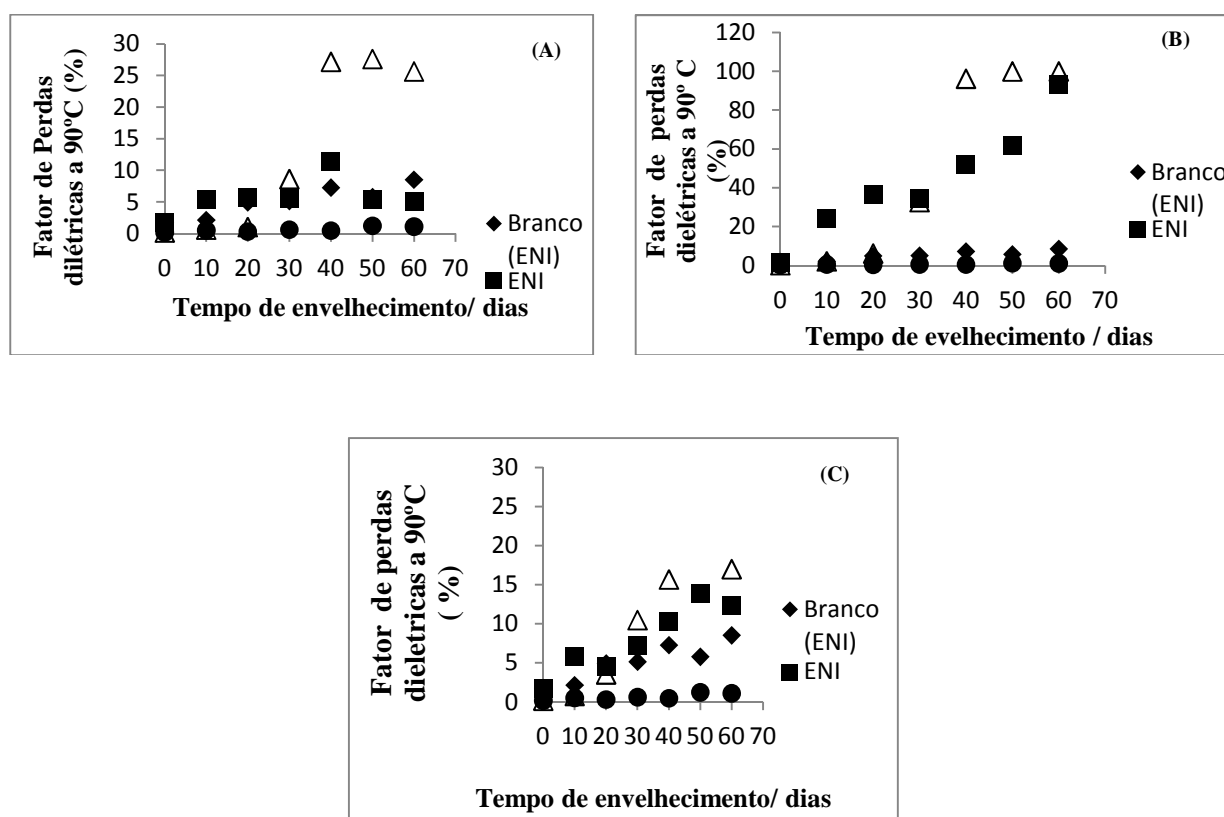 (A)
Fator de Perdas
dilétricas a 90ºC (%)
30
25
20
15
10
5
0
0 10 20 30 40 50 60 70
Tempo de envelhecimento/ dias
Branco
(ENI)
ENI
(B)
Fator de perdas
dielétricas a 90º C
(%)
120
100
80
60
40
20
0
0 10 20 30 40 50 60 70
Tempo de evelhecimento / dias
Branco
(ENI)
ENI
(C)
Fator de perdas
dieletricas a 90ºC
( %)
30
25
20
15
10
5
0
0 10 20 30 40 50 60 70
Tempo de envelhecimento/ dias
Branco
(ENI)
ENI